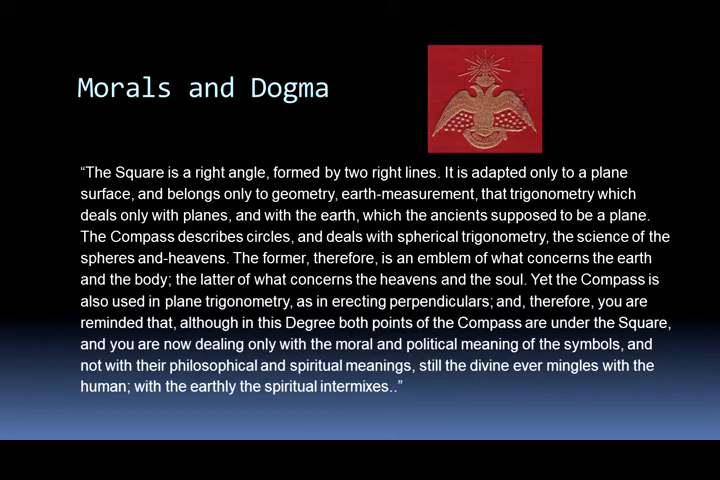 Morals and Dogma
“The Square is a right angle, formed by two right lines. It is adapted only to a plane
surface, and belongs only to geometry, earth-measurement, that trigonometry which
deals only with planes, and with the earth, which the ancients supposed to be a plane.
The Compass describes circles, and deals with spherical trigonometry, the science of the
spheres and-heavens. The former, therefore, is an emblem of what concerns the earth
and the body; the latter of what concerns the heavens and the soul. Yet the Compass is
also used in plane trigonometry, as in erecting perpendiculars; and, therefore, you are
reminded that, although in this Degree both points of the Compass are under the Square,
and you are now dealing only with the moral and political meaning of the symbols, and
not with their philosophical and spiritual meanings, still the divine ever mingles with the
human; with the earthly the spiritual intermixes..”